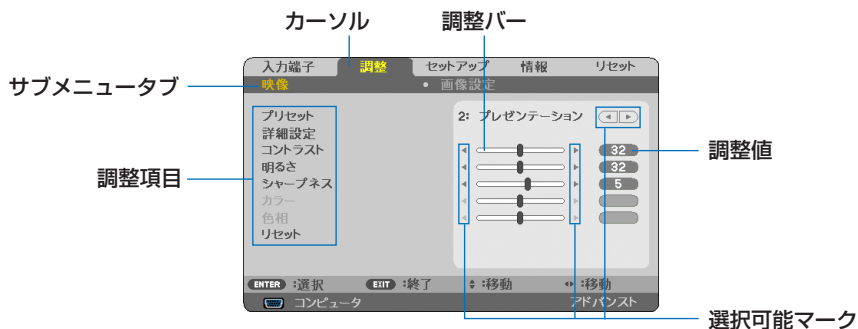 カーソル
調整バー
入力端子 調整 セットアップ 情報 リセット
サブメニュータブ
映像 ● 画像設定
プリセット 2: プレゼンテーション
詳細設定
コントラスト 32
調整値
明るさ 32
調整項目
シャープネス 5
カラー
色相
リセット
ENTER :選択 EXIT :終了 :移動 :移動
コンピュータ アドバンスト
選択可能マーク